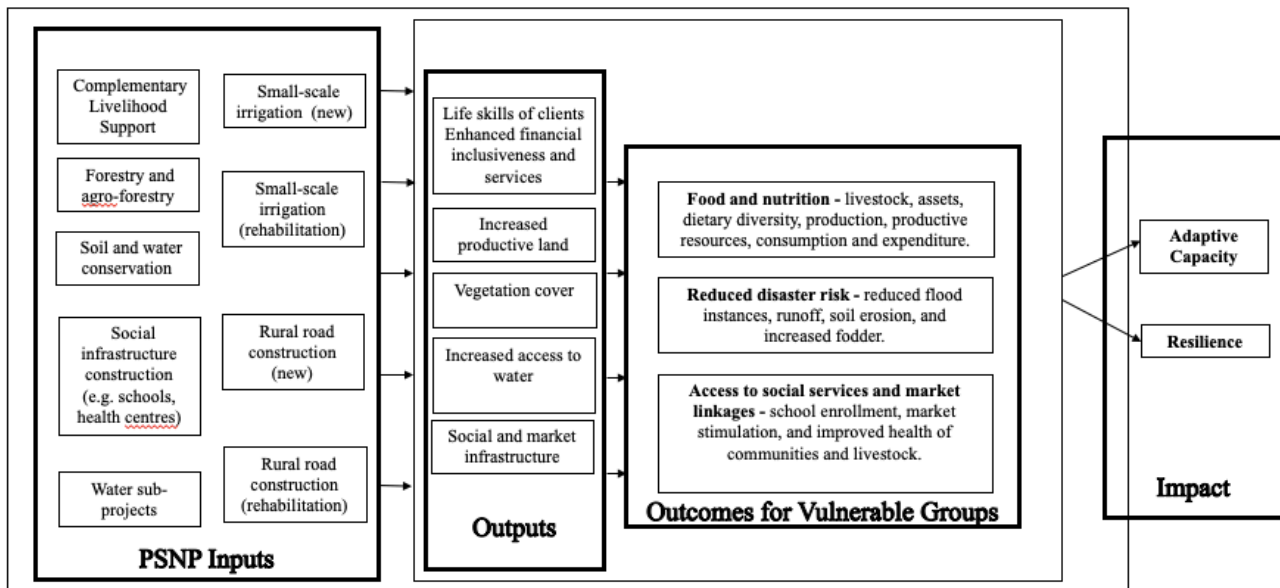 Complementary
Livelihood
Support
Forestry and
agro-forestry
Soil and water
conservation
Social
infrastructure
construction
(e.g. schools,
health centres)
Water sub-
projects
Small-scale
irrigation (new)
Small-scale
irrigation
(rehabilitation)
Rural road
construction
(new)
Rural road
construction
(rehabilitation)
PSNP Inputs
Life skills of clients
Enhanced financial
inclusiveness and
services
Increased
productive land
Vegetation cover
Increased access to
water
Social and market
infrastructure
Outputs
Food and nutrition - livestock, assets,
dietary diversity, production, productive
resources, consumption and expenditure.
Reduced disaster risk - reduced flood
instances, runoff, soil erosion, and
increased fodder.
Access to social services and market
linkages - school enrollment, market
stimulation, and improved health of
communities and livestock.
Outcomes for Vulnerable Groups
Adaptive
Capacity
Resilience
Impact